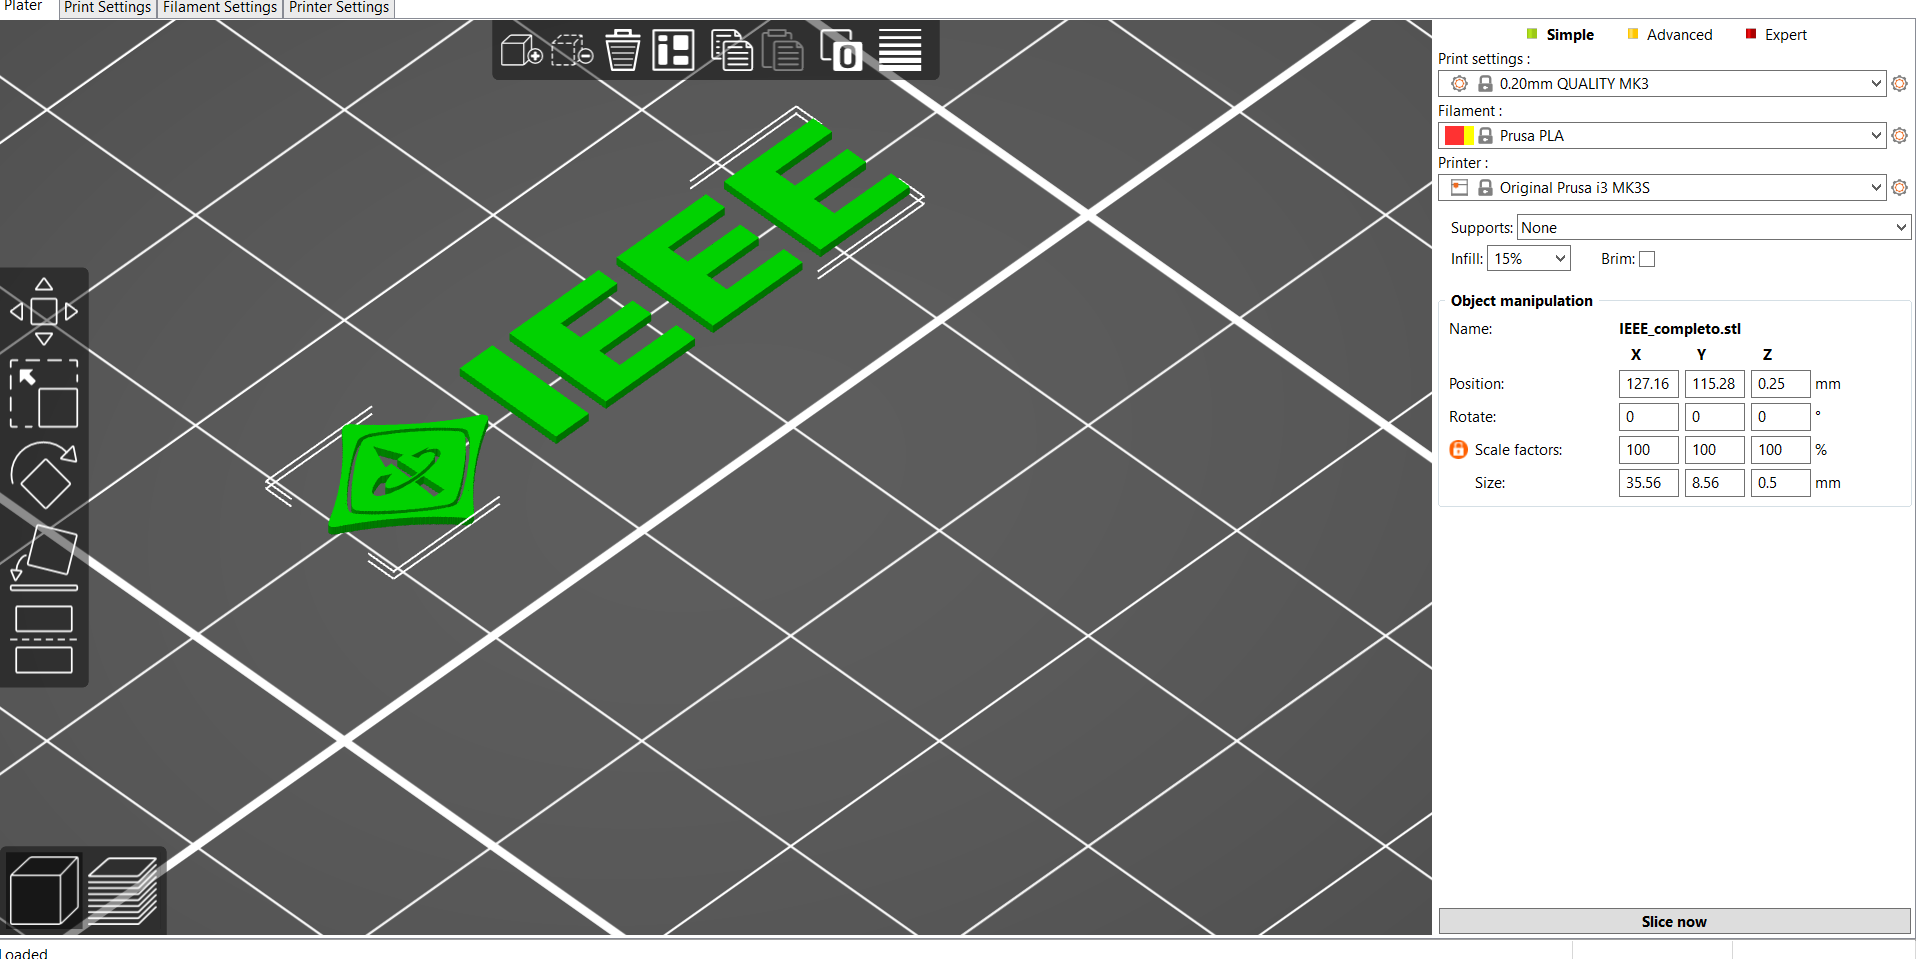 Plater
Print Settings
Filament Settings
Printer Settings
0
IEEE
Simple
Advanced
Expert
Print settings :
0.20mm QUALITY MK3
Filament :
Prusa PLA
Printer :
Original Prusa i3 MK3S
Supports: None
Infill: 15% Brim:
Object manipulation
Name: IEEE_completo.stl
X Y Z
Position: 127.16 115.28 0.25 mm
Rotate: 0 0 0 °
Scale factors: 100 100 100 %
Size: 35.56 8.56 0.5 mm
Slice now
Loaded